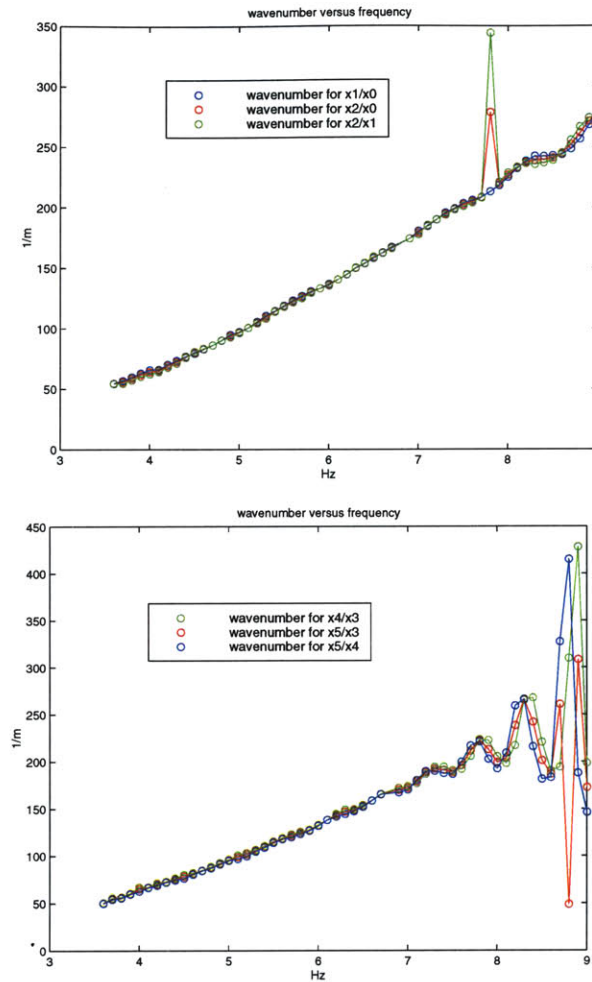 wavenumber versus frequency
350
300
250
200
150
100
50
0
1/m
wavenumber for x1/x0
wavenumber for x2/x0
wavenumber for x2/x1
3 4 5 6 7 8
Hz
wavenumber versus frequency
450
400
350
300
250
200
150
100
50
0
1/m
wavenumber for x4/x3
wavenumber for x5/x3
wavenumber for x5/x4
3 4 5 6 7 8 9
Hz